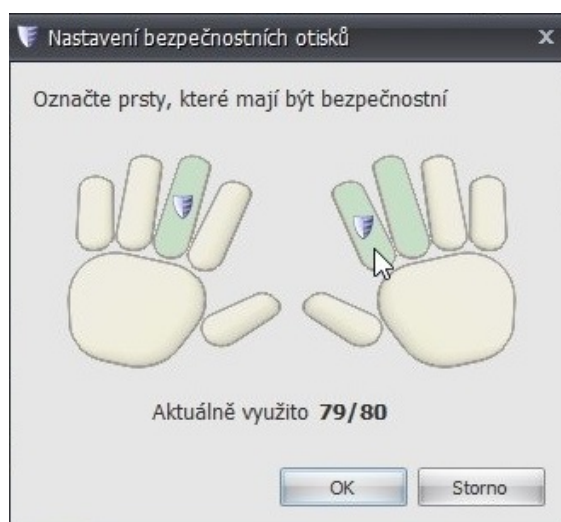 Nastavení bezpečnostních otisků
x
Označte prsty, které mají být bezpečnostní
Aktuálně využito 79/80
OK
Storno